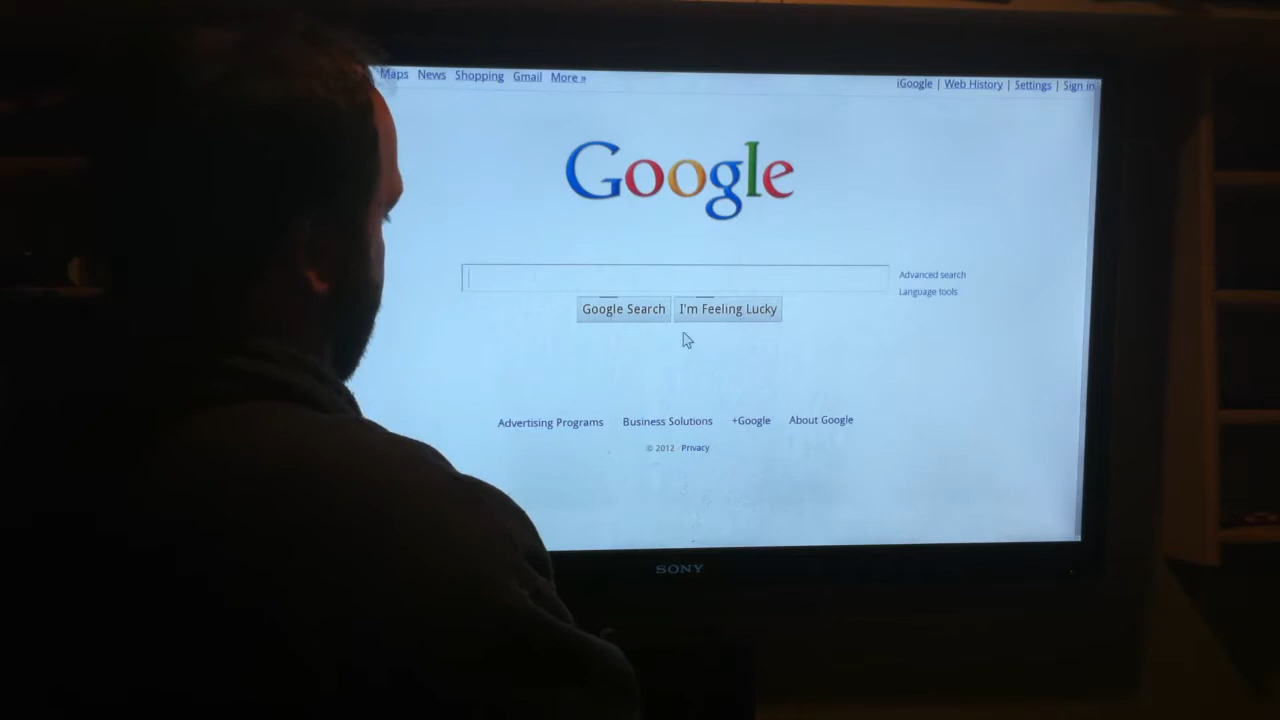 Maps News Shopping Gmail More »
iGoogle | Web History | Settings | Sign in
Google
Advanced search
Language tools
Google Search I'm Feeling Lucky
Advertising Programs Business Solutions +Google About Google
© 2012 Privacy
SONY